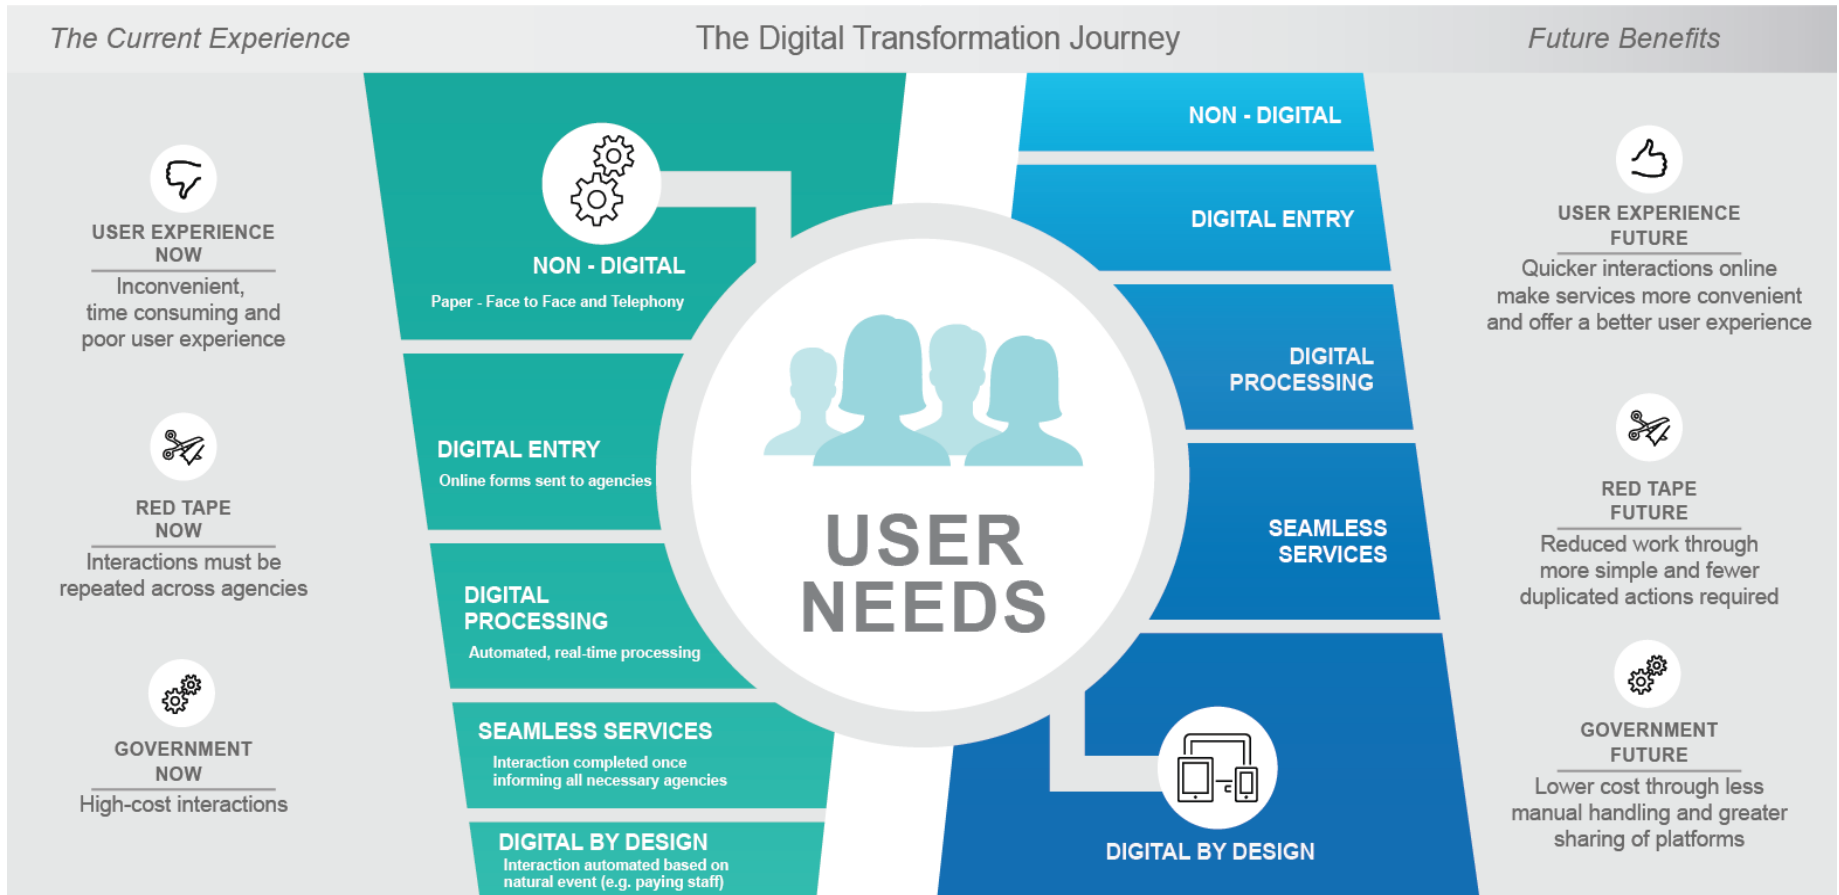 The Current Experience
The Digital Transformation Journey
Future Benefits
USER EXPERIENCE
NOW
Inconvenient,
time consuming and
poor user experience
RED TAPE
NOW
Interactions must be
repeated across agencies
GOVERNMENT
NOW
High-cost interactions
NON - DIGITAL
Paper - Face to Face and Telephony
DIGITAL ENTRY
Online forms sent to agencies
DIGITAL
PROCESSING
Automated, real-time processing
SEAMLESS SERVICES
Interaction completed once
informing all necessary agencies
DIGITAL BY DESIGN
Interaction automated based on
natural event (e.g. paying staff)
USER
NEEDS
NON - DIGITAL
DIGITAL ENTRY
DIGITAL
PROCESSING
SEAMLESS
SERVICES
DIGITAL BY DESIGN
USER EXPERIENCE
FUTURE
Quicker interactions online
make services more convenient
and offer a better user experience
RED TAPE
FUTURE
Reduced work through
more simple and fewer
duplicated actions required
GOVERNMENT
FUTURE
Lower cost through less
manual handling and greater
sharing of platforms